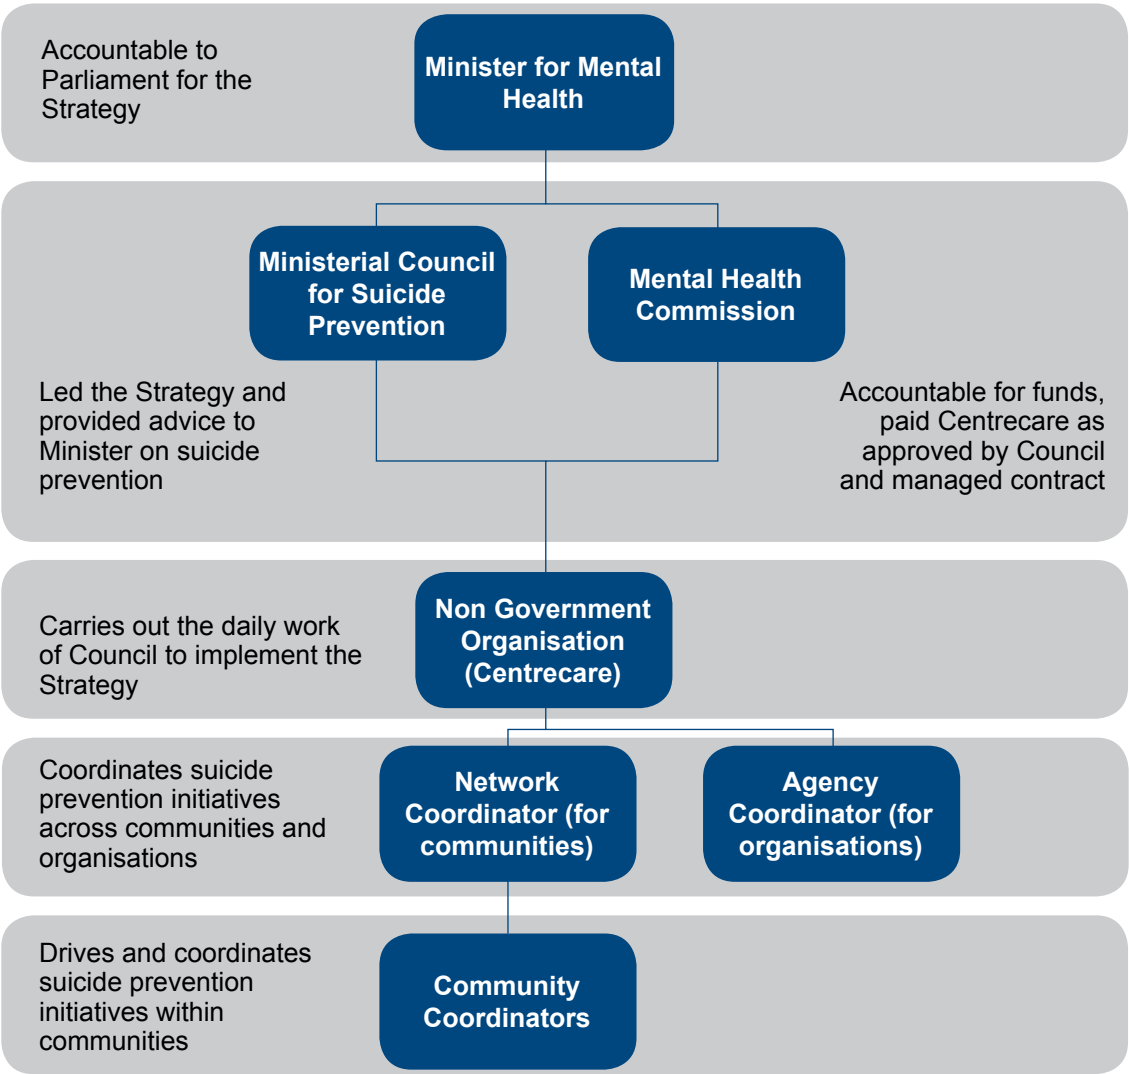 Accountable to
Parliament for the
Strategy
Minister for Mental
Health
Ministerial Council
for Suicide
Prevention
Mental Health
Commission
Led the Strategy and
provided advice to
Minister on suicide
prevention
Accountable for funds,
paid Centrecare as
approved by Council
and managed contract
Non Government
Organisation
(Centrecare)
Carries out the daily work
of Council to implement the
Strategy
Coordinates suicide
prevention initiatives
across communities and
organisations
Network
Coordinator (for
communities)
Agency
Coordinator (for
organisations)
Drives and coordinates
suicide prevention
initiatives within
communities
Community
Coordinators